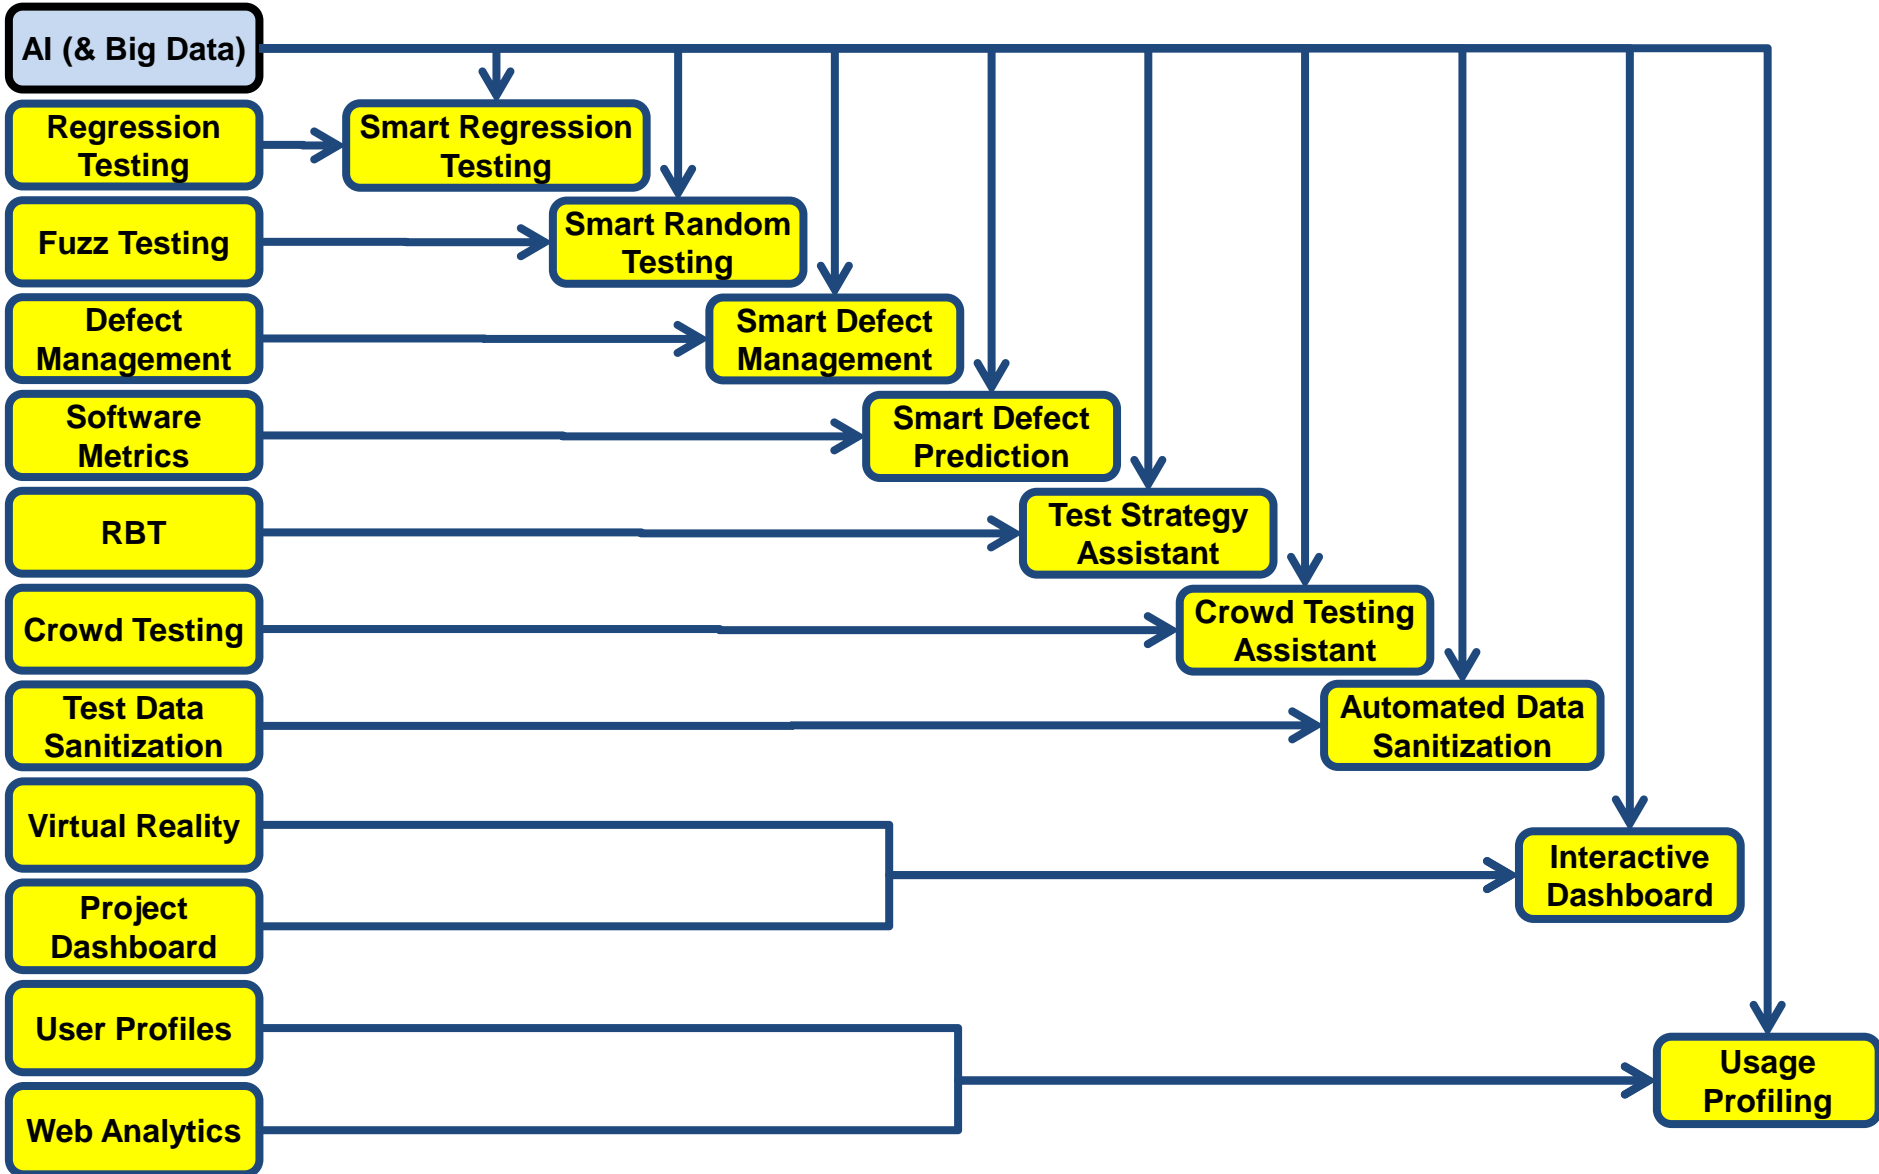 AI (& Big Data)
Regression
Testing
Smart Regression
Testing
Fuzz Testing
Smart Random
Testing
Defect
Management
Smart Defect
Management
Software
Metrics
Smart Defect
Prediction
RBT
Test Strategy
Assistant
Crowd Testing
Crowd Testing
Assistant
Test Data
Sanitization
Automated Data
Sanitization
Virtual Reality
Interactive
Dashboard
Project
Dashboard
User Profiles
Usage
Profiling
Web Analytics